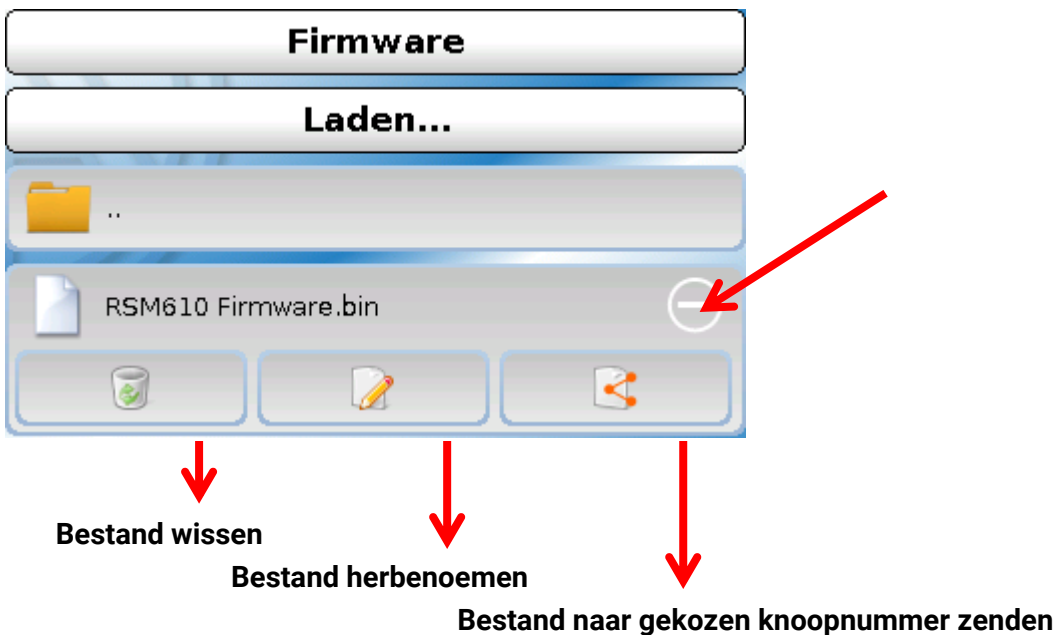 Firmware
Laden...
..
RSM610 Firmware.bin
Bestand wissen
Bestand herbenoemen
Bestand naar gekozen knoopnummer zenden